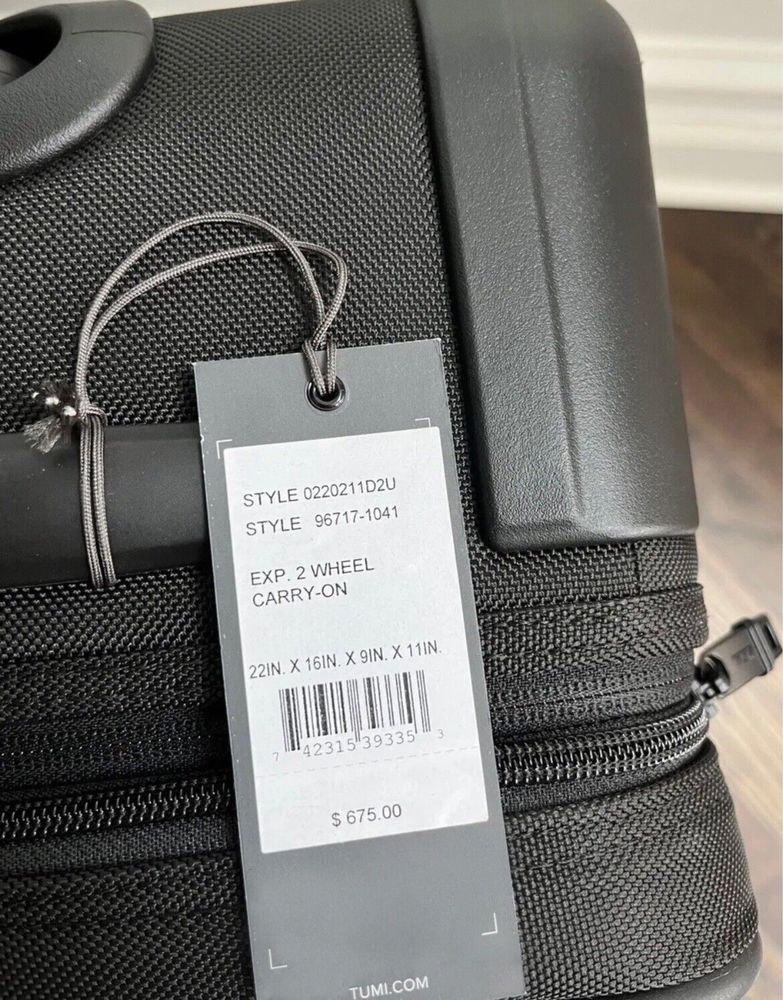 STYLE 0220211D2U
STYLE 96717-1041
EXP. 2 WHEEL
CARRY-ON
22IN. X 16IN. X 9IN. X 11IN.
7 42315 39335 3
$ 675.00
TUMI.COM